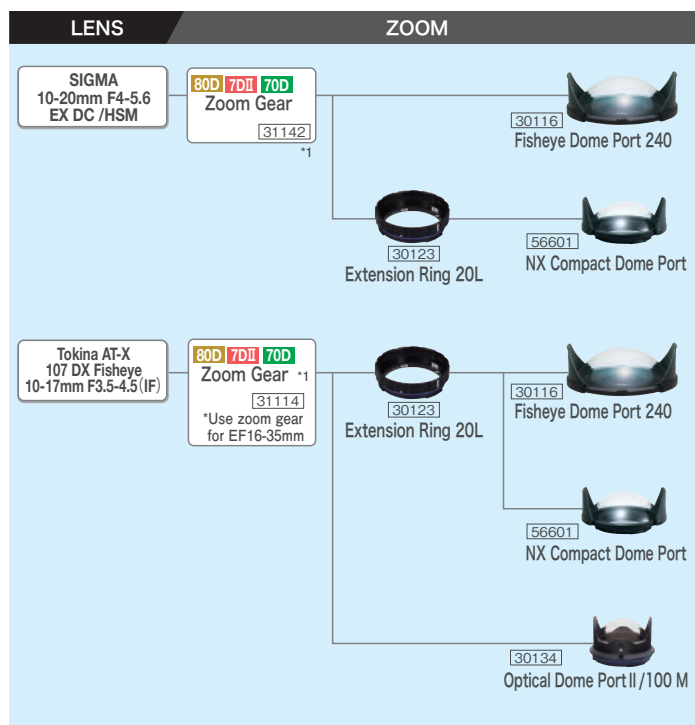 LENS
ZOOM
SIGMA
10-20mm F4-5.6
EX DC /HSM
80D 7DⅡ 70D
Zoom Gear
31142
*1
30116
Fisheye Dome Port 240
30123
Extension Ring 20L
56601
NX Compact Dome Port
Tokina AT-X
107 DX Fisheye
10-17mm F3.5-4.5(IF)
80D 7DⅡ 70D
Zoom Gear *1
31114
*Use zoom gear
for EF16-35mm
30123
Extension Ring 20L
30116
Fisheye Dome Port 240
56601
NX Compact Dome Port
30134
Optical Dome PortⅡ/100 M